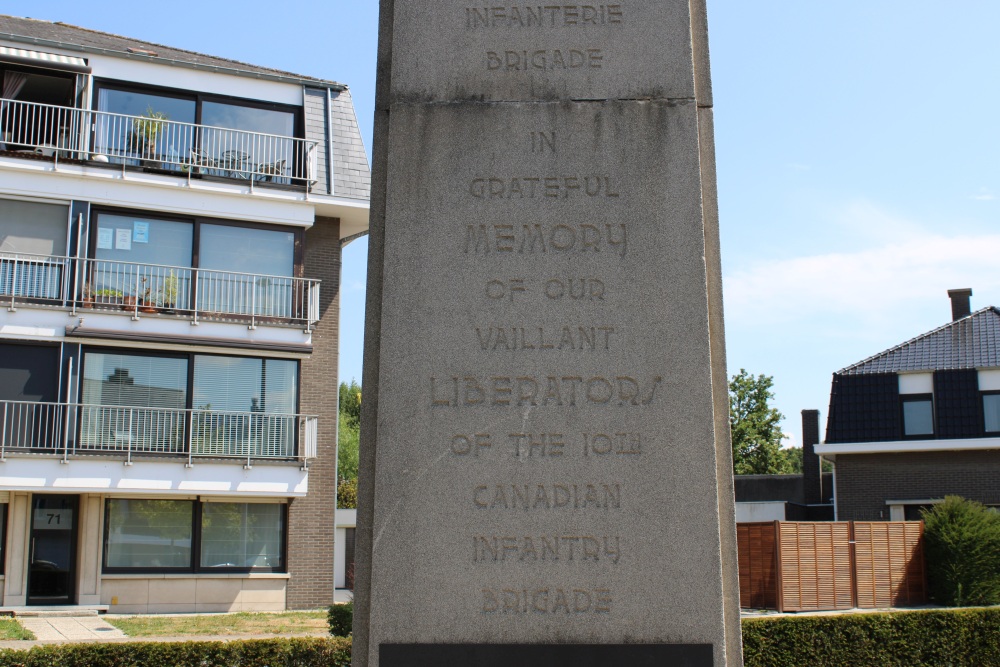 INFANTERIE
BRIGADE
IN
GRATEFUL
MEMORY
OF OUR
VAILLANT
LIBERATORS
OF THE 10TH
CANADIAN
INFANTRY
BRIGADE
71